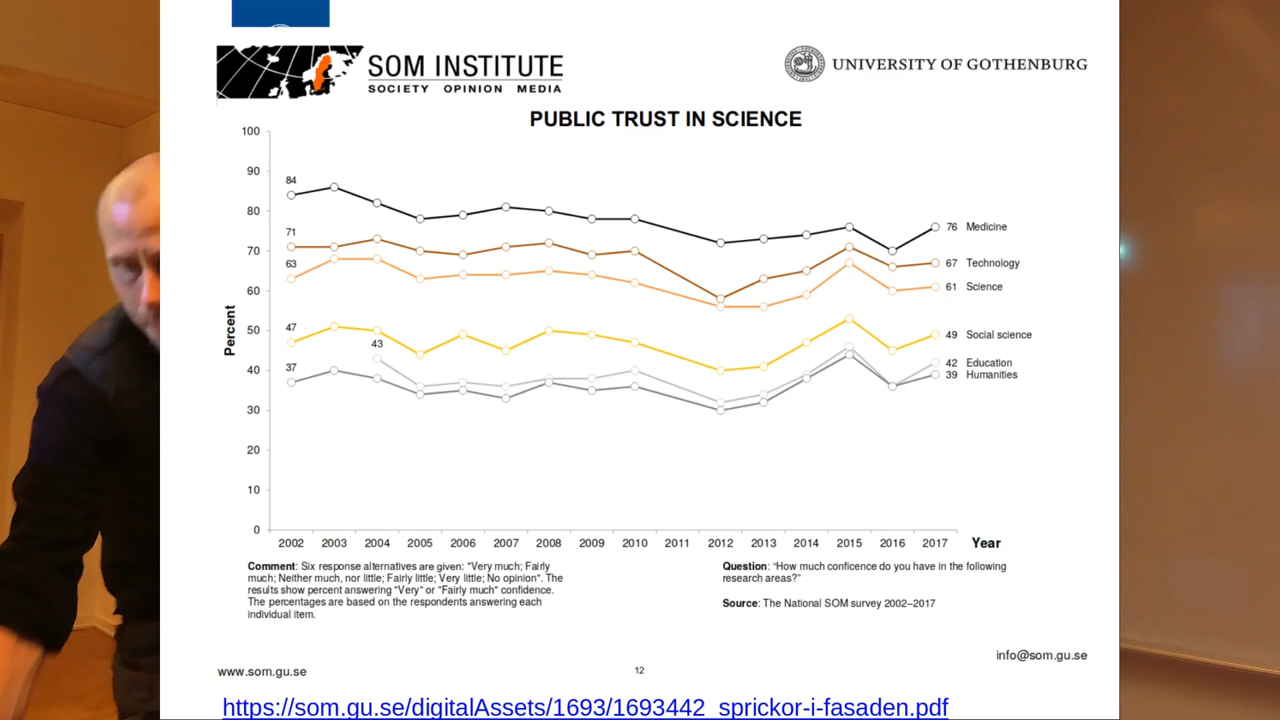 SOM INSTITUTE
SOCIETY OPINION MEDIA
UNIVERSITY OF GOTHENBURG
PUBLIC TRUST IN SCIENCE
100
90
80
70
60
50
40
30
20
10
0
Percent
84
71
63
47
43
37
76 Medicine
67 Technology
61 Science
49 Social science
42 Education
39 Humanities
2002 2003 2004 2005 2006 2007 2008 2009 2010 2011 2012 2013 2014 2015 2016 2017 Year
Comment: Six response alternatives are given: "Very much; Fairly
much; Neither much, nor little; Fairly little; Very little; No opinion". The
results show percent answering "Very" or "Fairly much" confidence.
The percentages are based on the respondents answering each
individual item.
Question: "How much conficence do you have in the following
research areas?"
Source: The National SOM survey 2002–2017
info@som.gu.se
www.som.gu.se
12
https://som.gu.se/digitalAssets/1693/1693442_sprickor-i-fasaden.pdf